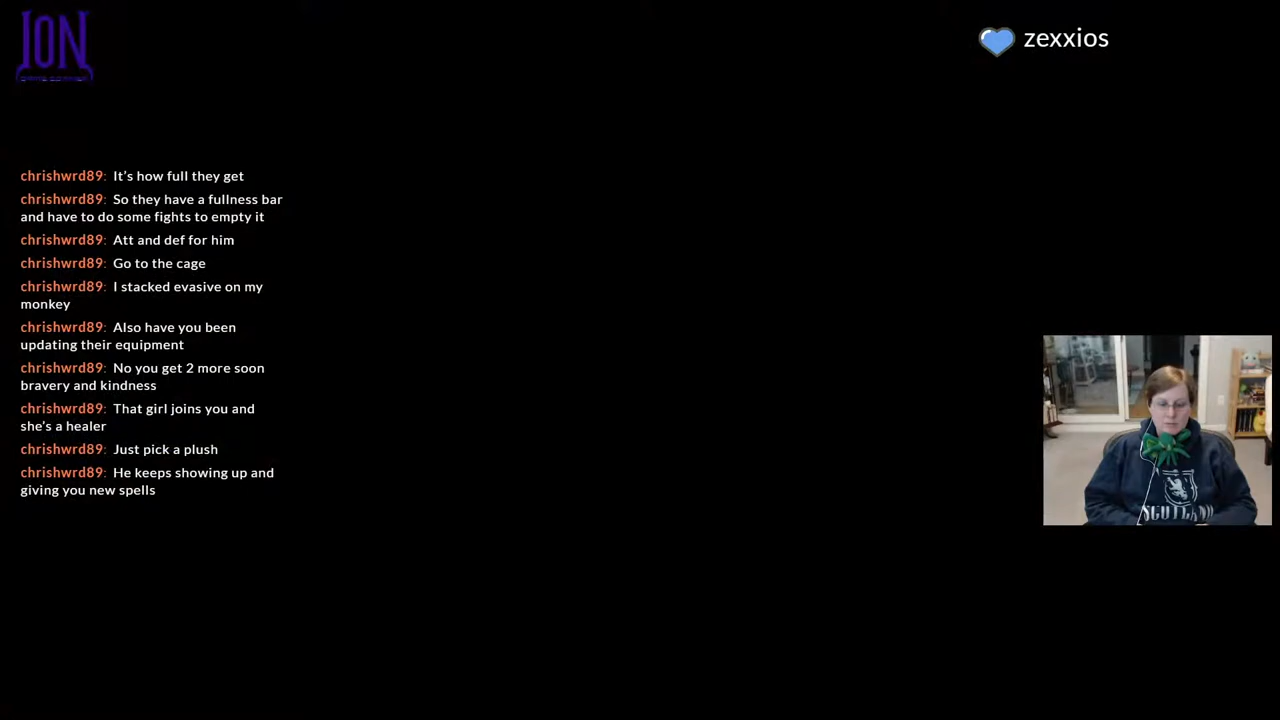 ION
zexxios
chrishwrd89: It's how full they get
chrishwrd89: So they have a fullness bar
and have to do some fights to empty it
chrishwrd89: Att and def for him
chrishwrd89: Go to the cage
chrishwrd89: I stacked evasive on my
monkey
chrishwrd89: Also have you been
updating their equipment
chrishwrd89: No you get 2 more soon
bravery and kindness
chrishwrd89: That girl joins you and
she's a healer
chrishwrd89: Just pick a plush
chrishwrd89: He keeps showing up and
giving you new spells
SCOTLAND